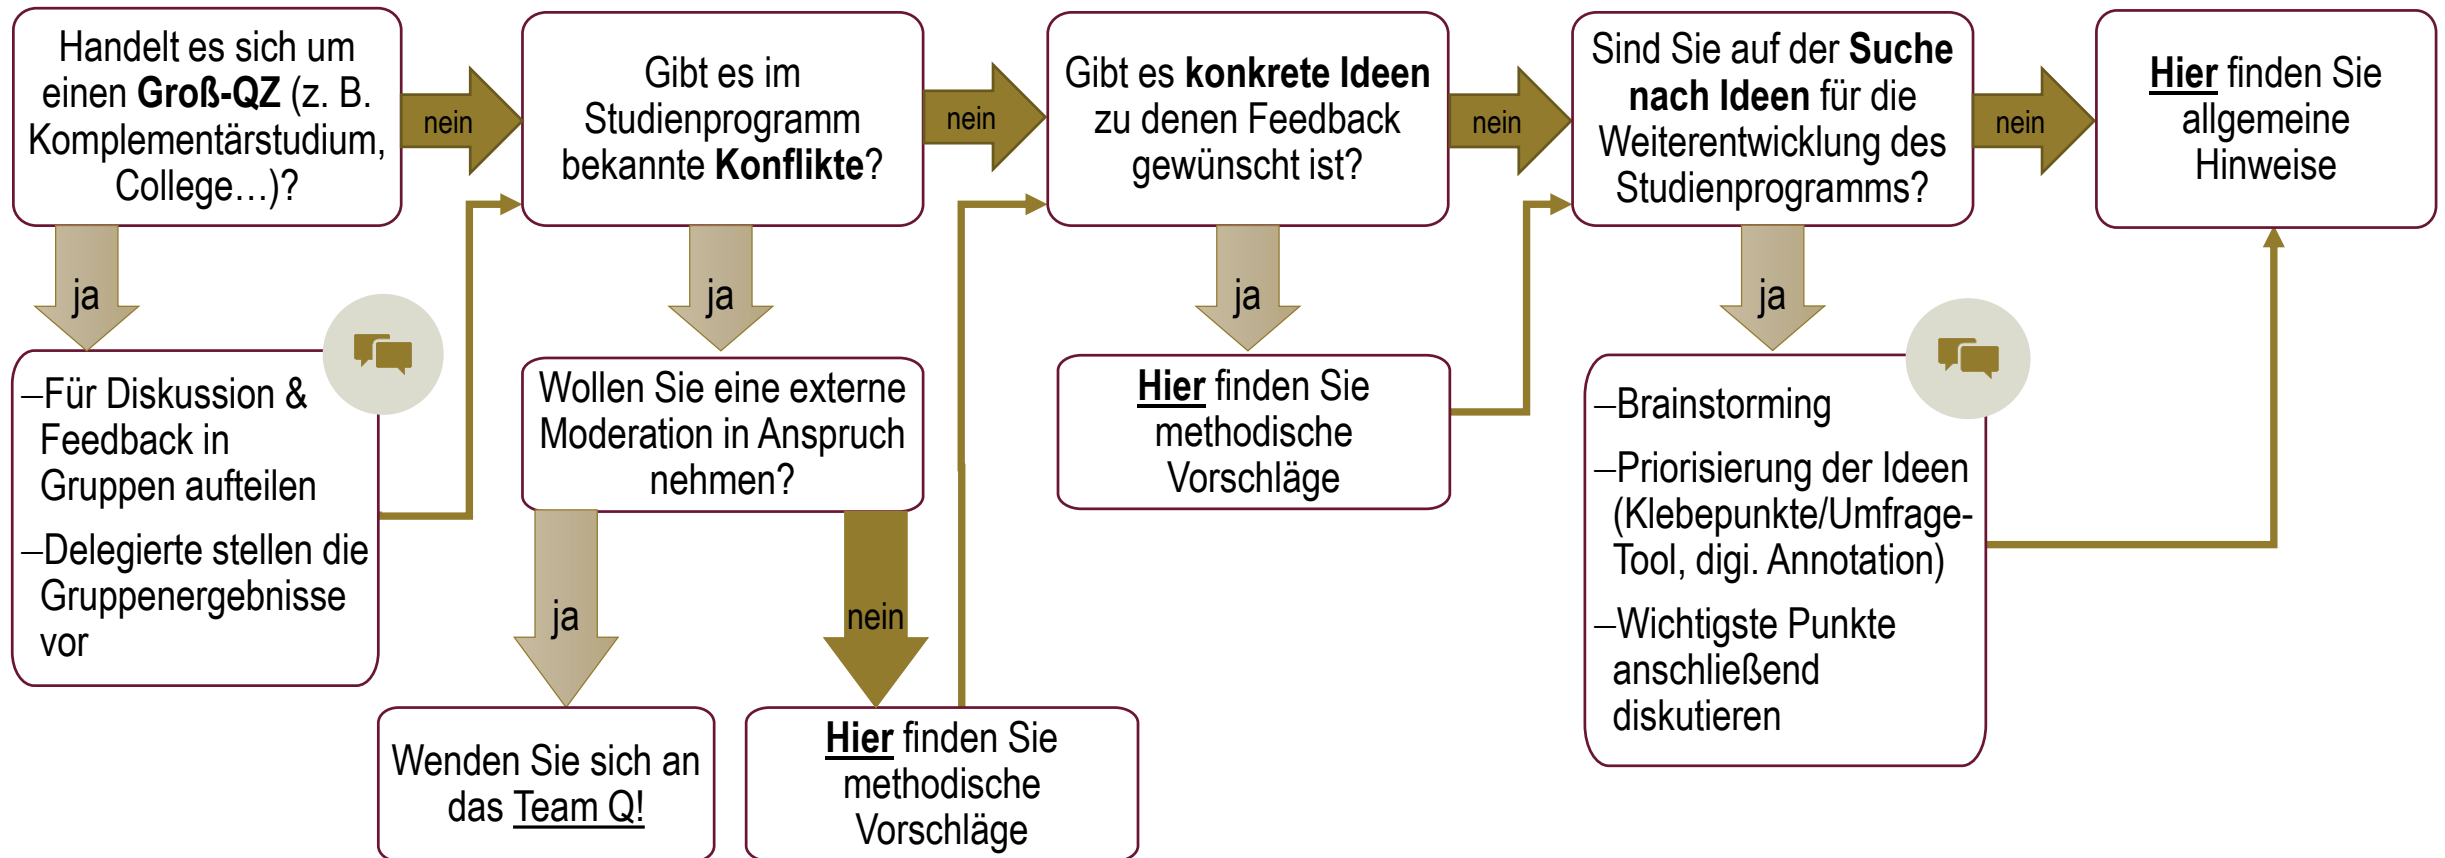 Handelt es sich um
einen Groß-QZ (z. B.
Komplementärstudium,
College…)?
nein
Gibt es im
Studienprogramm
bekannte Konflikte?
nein
Gibt es konkrete Ideen
zu denen Feedback
gewünscht ist?
nein
Sind Sie auf der Suche
nach Ideen für die
Weiterentwicklung des
Studienprogramms?
nein
Hier finden Sie
allgemeine
Hinweise
ja
ja
ja
ja
–Für Diskussion &
Feedback in
Gruppen aufteilen
–Delegierte stellen die
Gruppenergebnisse
vor
Wollen Sie eine externe
Moderation in Anspruch
nehmen?
Hier finden Sie
methodische
Vorschläge
–Brainstorming
–Priorisierung der Ideen
(Klebepunkte/Umfrage-
Tool, digi. Annotation)
–Wichtigste Punkte
anschließend
diskutieren
ja
nein
Wenden Sie sich an
das Team Q!
Hier finden Sie
methodische
Vorschläge